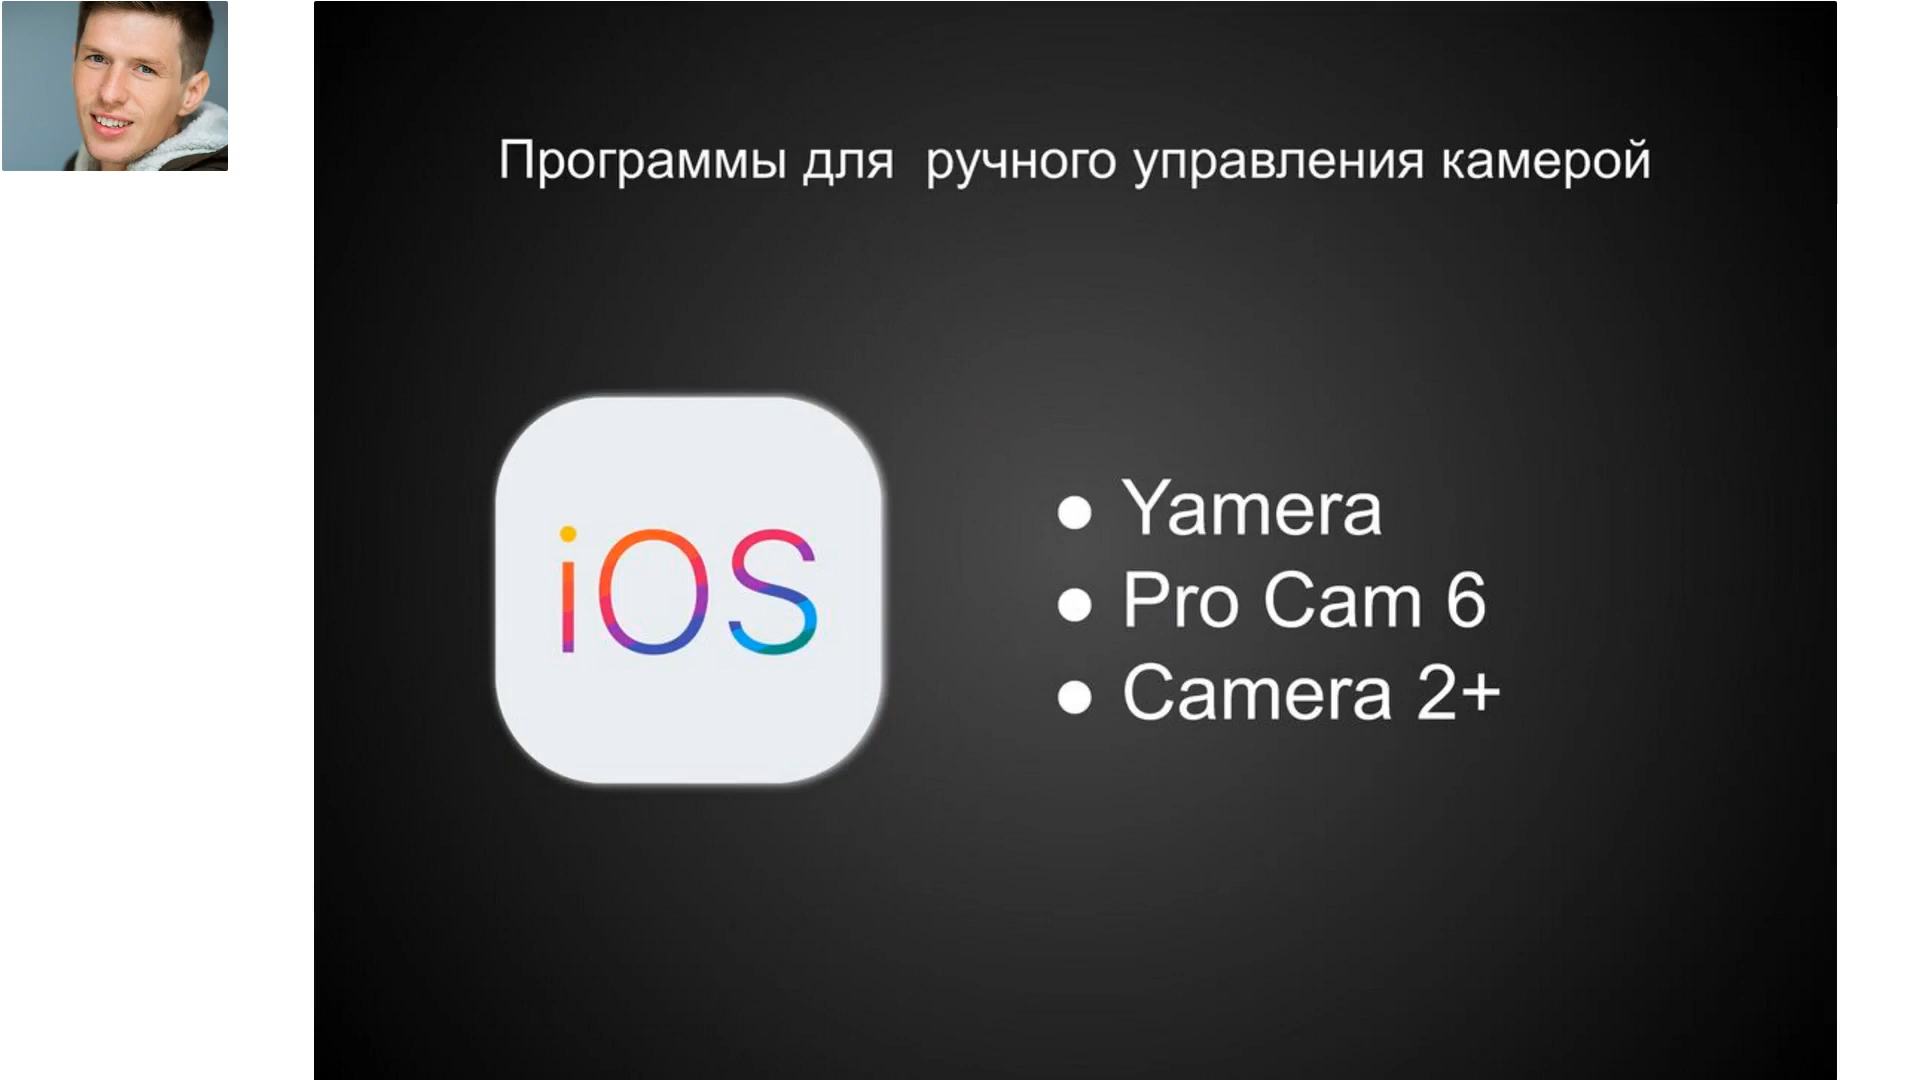 Программы для  ручного управления камерой
iOS
● Yamera
● Pro Cam 6
● Camera 2+